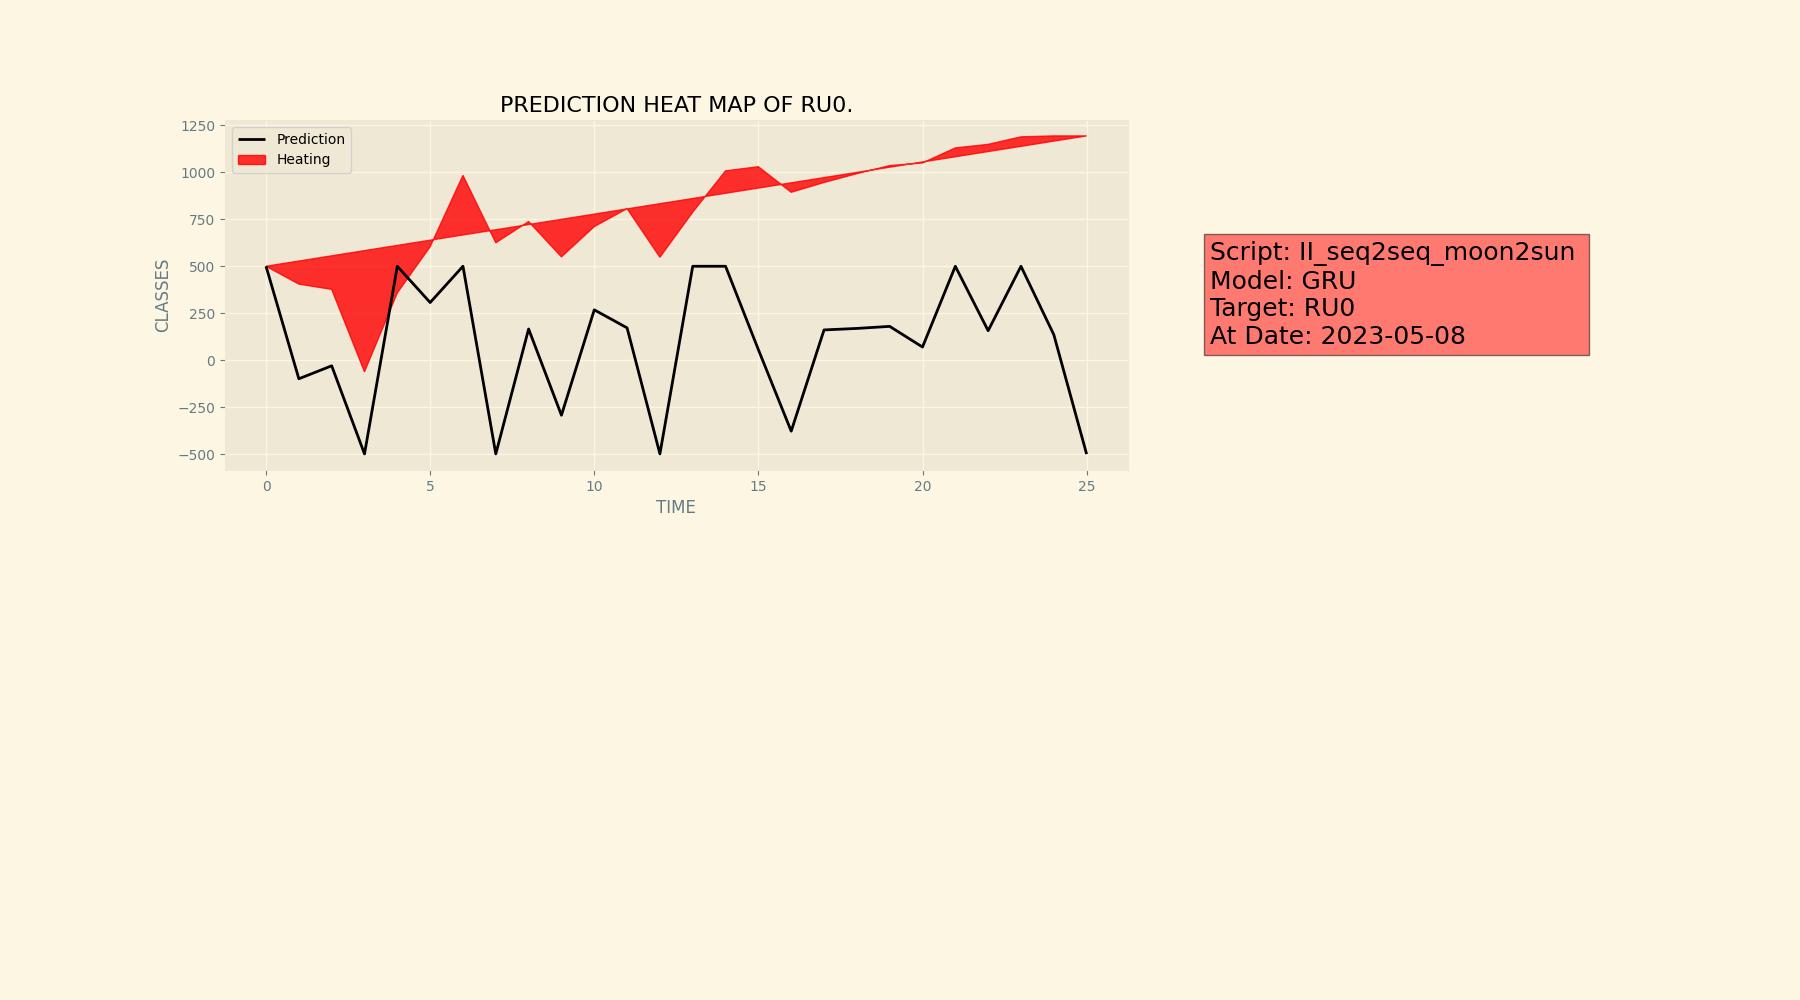 PREDICTION HEAT MAP OF RU0.
Prediction
Heating
CLASSES
1250
1000
750
500
250
0
−250
−500
0 5 10 15 20 25
TIME
Script: II_seq2seq_moon2sun
Model: GRU
Target: RU0
At Date: 2023-05-08